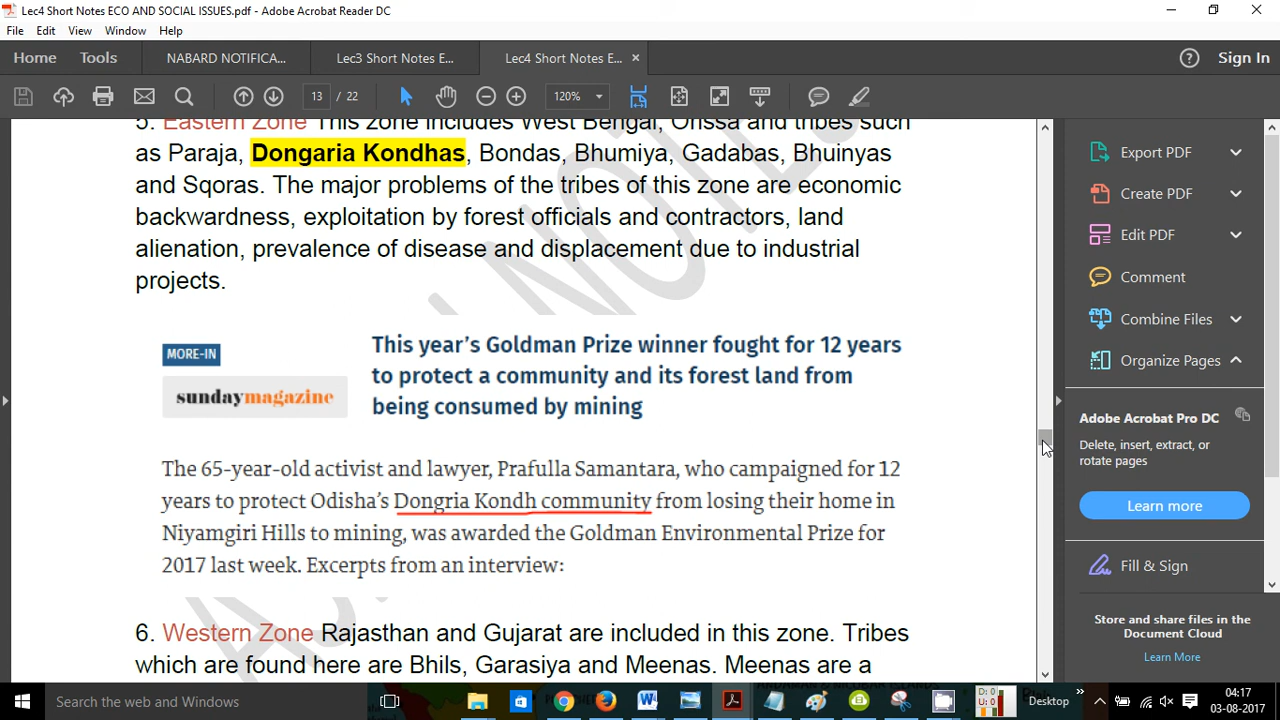 Lec4 Short Notes ECO AND SOCIAL ISSUES.pdf - Adobe Acrobat Reader DC
File Edit View Window Help
Home Tools NABARD NOTIFICA... Lec3 Short Notes E... Lec4 Short Notes E... × ? Sign In
13 / 22 120%
5. Eastern Zone This zone includes West Bengal, Orissa and tribes such
as Paraja, Dongaria Kondhas, Bondas, Bhumiya, Gadabas, Bhuinyas
and Sqoras. The major problems of the tribes of this zone are economic
backwardness, exploitation by forest officials and contractors, land
alienation, prevalence of disease and displacement due to industrial
projects.
MORE-IN
sundaymagazine
This year's Goldman Prize winner fought for 12 years
to protect a community and its forest land from
being consumed by mining
The 65-year-old activist and lawyer, Prafulla Samantara, who campaigned for 12
years to protect Odisha's Dongria Kondh community from losing their home in
Niyamgiri Hills to mining, was awarded the Goldman Environmental Prize for
2017 last week. Excerpts from an interview:
6. Western Zone Rajasthan and Gujarat are included in this zone. Tribes
which are found here are Bhils, Garasiya and Meenas. Meenas are a
Export PDF
Create PDF
Edit PDF
Comment
Combine Files
Organize Pages
Adobe Acrobat Pro DC
Delete, insert, extract, or
rotate pages
Learn more
Fill & Sign
Store and share files in the
Document Cloud
Learn More
Search the web and Windows
D: 0
U: 0
Desktop
04:17
03-08-2017